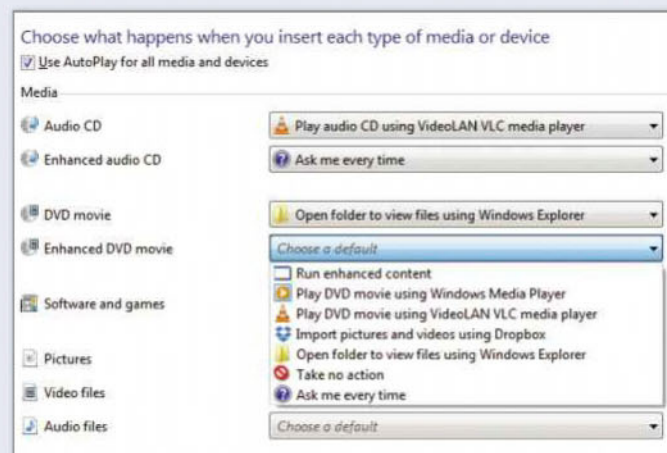 Choose what happens when you insert each type of media or device
Use AutoPlay for all media and devices
Media
Audio CD
Play audio CD using VideoLAN VLC media player
Enhanced audio CD
Ask me every time
DVD movie
Open folder to view files using Windows Explorer
Enhanced DVD movie
Choose a default
Run enhanced content
Play DVD movie using Windows Media Player
Software and games
Play DVD movie using VideoLAN VLC media player
Import pictures and videos using Dropbox
Pictures
Open folder to view files using Windows Explorer
Take no action
Video files
Ask me every time
Audio files
Choose a default